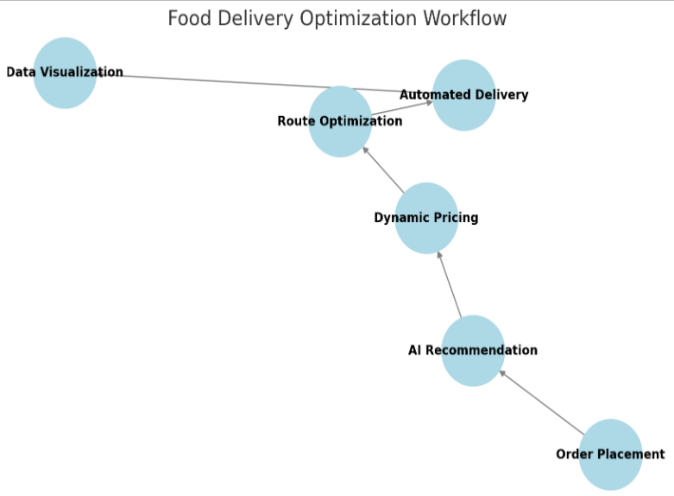 Food Delivery Optimization Workflow
Data Visualization
Automated Delivery
Route Optimization
Dynamic Pricing
AI Recommendation
Order Placement